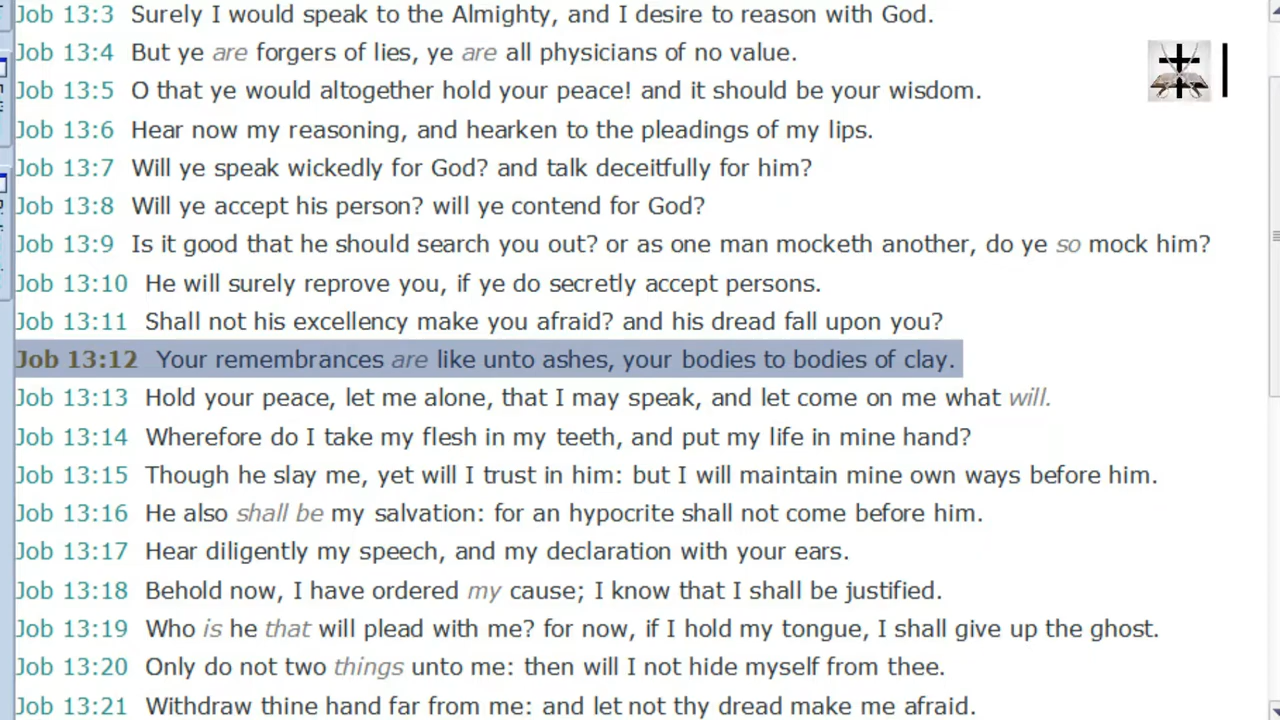 Job 13:3 Surely I would speak to the Almighty, and I desire to reason with God.
Job 13:4 But ye are forgers of lies, ye are all physicians of no value.
Job 13:5 O that ye would altogether hold your peace! and it should be your wisdom.
Job 13:6 Hear now my reasoning, and hearken to the pleadings of my lips.
Job 13:7 Will ye speak wickedly for God? and talk deceitfully for him?
Job 13:8 Will ye accept his person? will ye contend for God?
Job 13:9 Is it good that he should search you out? or as one man mocketh another, do ye so mock him?
Job 13:10 He will surely reprove you, if ye do secretly accept persons.
Job 13:11 Shall not his excellency make you afraid? and his dread fall upon you?
Job 13:12 Your remembrances are like unto ashes, your bodies to bodies of clay.
Job 13:13 Hold your peace, let me alone, that I may speak, and let come on me what will.
Job 13:14 Wherefore do I take my flesh in my teeth, and put my life in mine hand?
Job 13:15 Though he slay me, yet will I trust in him: but I will maintain mine own ways before him.
Job 13:16 He also shall be my salvation: for an hypocrite shall not come before him.
Job 13:17 Hear diligently my speech, and my declaration with your ears.
Job 13:18 Behold now, I have ordered my cause; I know that I shall be justified.
Job 13:19 Who is he that will plead with me? for now, if I hold my tongue, I shall give up the ghost.
Job 13:20 Only do not two things unto me: then will I not hide myself from thee.
Job 13:21 Withdraw thine hand far from me: and let not thy dread make me afraid.